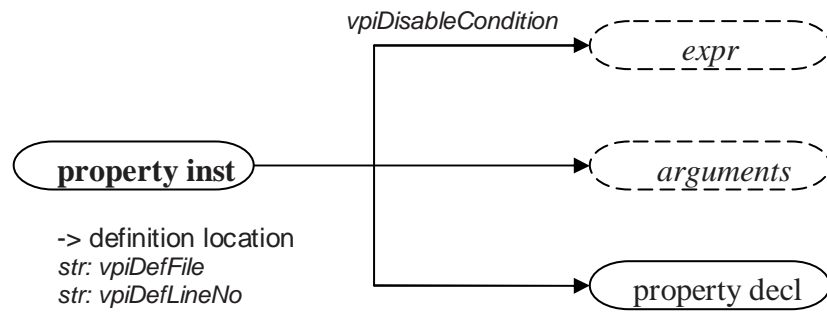 vpiDisableCondition
expr
property inst
arguments
-> definition location
str: vpiDefFile
str: vpiDefLineNo
property decl